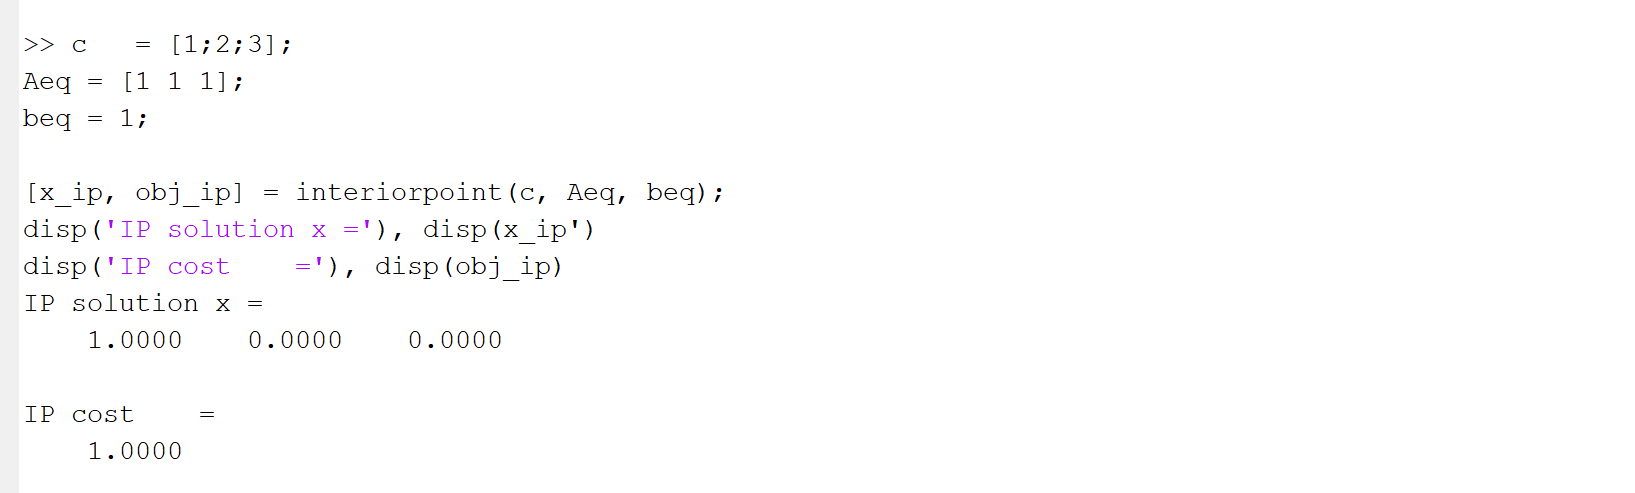 >> c   = [1;2;3];
Aeq = [1 1 1];
beq = 1;
[x_ip, obj_ip] = interiorpoint(c, Aeq, beq);
disp('IP solution x ='), disp(x_ip')
disp('IP cost    ='), disp(obj_ip)
IP solution x =
    1.0000    0.0000    0.0000
IP cost    =
    1.0000